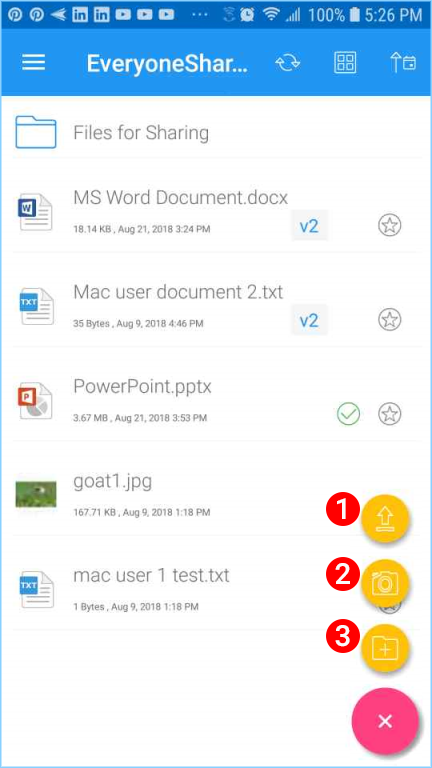 100% 5:26 PM
EveryoneShar...
Files for Sharing
MS Word Document.docx
18.14 KB , Aug 21, 2018 3:24 PM
v2
Mac user document 2.txt
35 Bytes , Aug 9, 2018 4:46 PM
v2
PowerPoint.pptx
3.67 MB , Aug 21, 2018 3:53 PM
goat1.jpg
167.71 KB , Aug 9, 2018 1:18 PM
1
mac user 1 test.txt
1 Bytes , Aug 9, 2018 1:18 PM
2
3
W
TXT
P
TXT